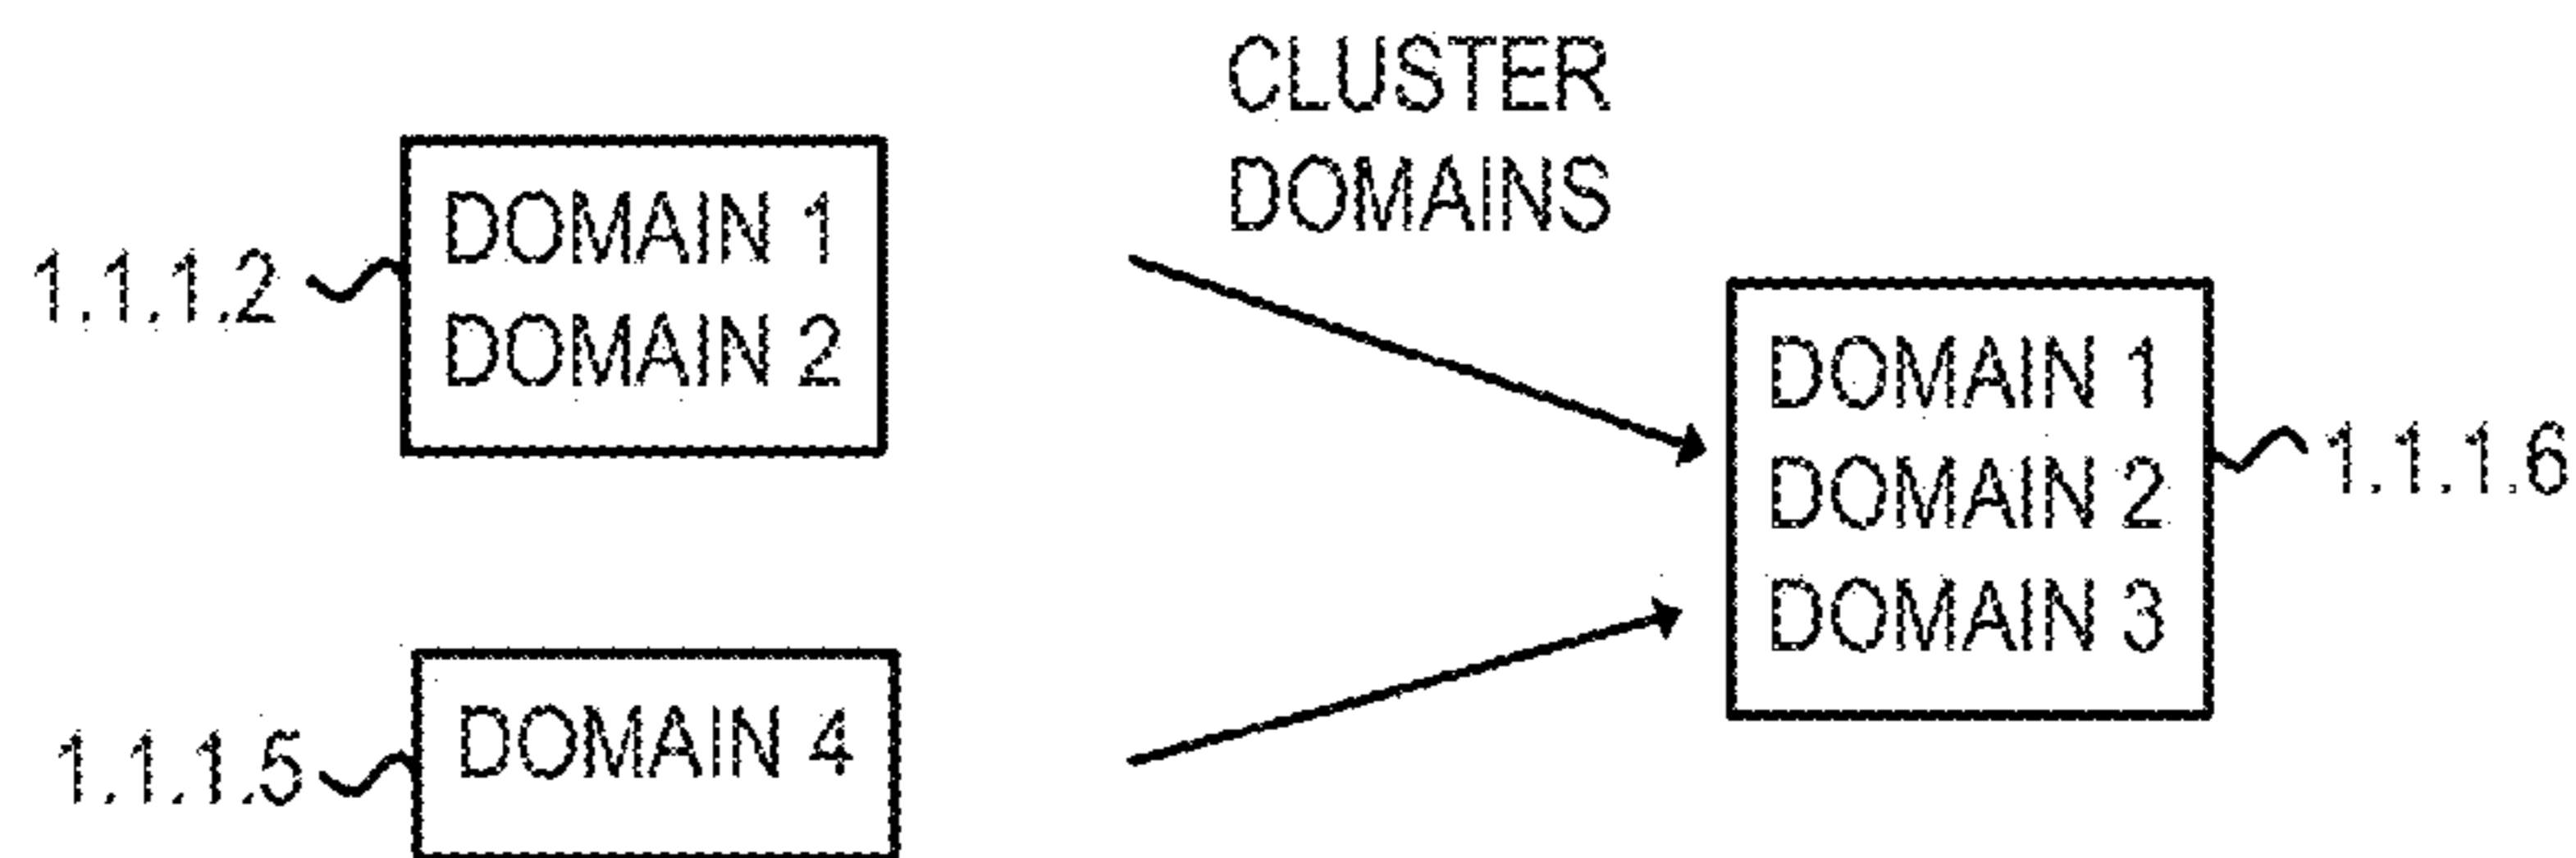 CLUSTER
DOMAINS
1.1.1.2
DOMAIN 1
DOMAIN 2
1.1.1.5
DOMAIN 4
DOMAIN 1
DOMAIN 2
DOMAIN 3
1.1.1.6